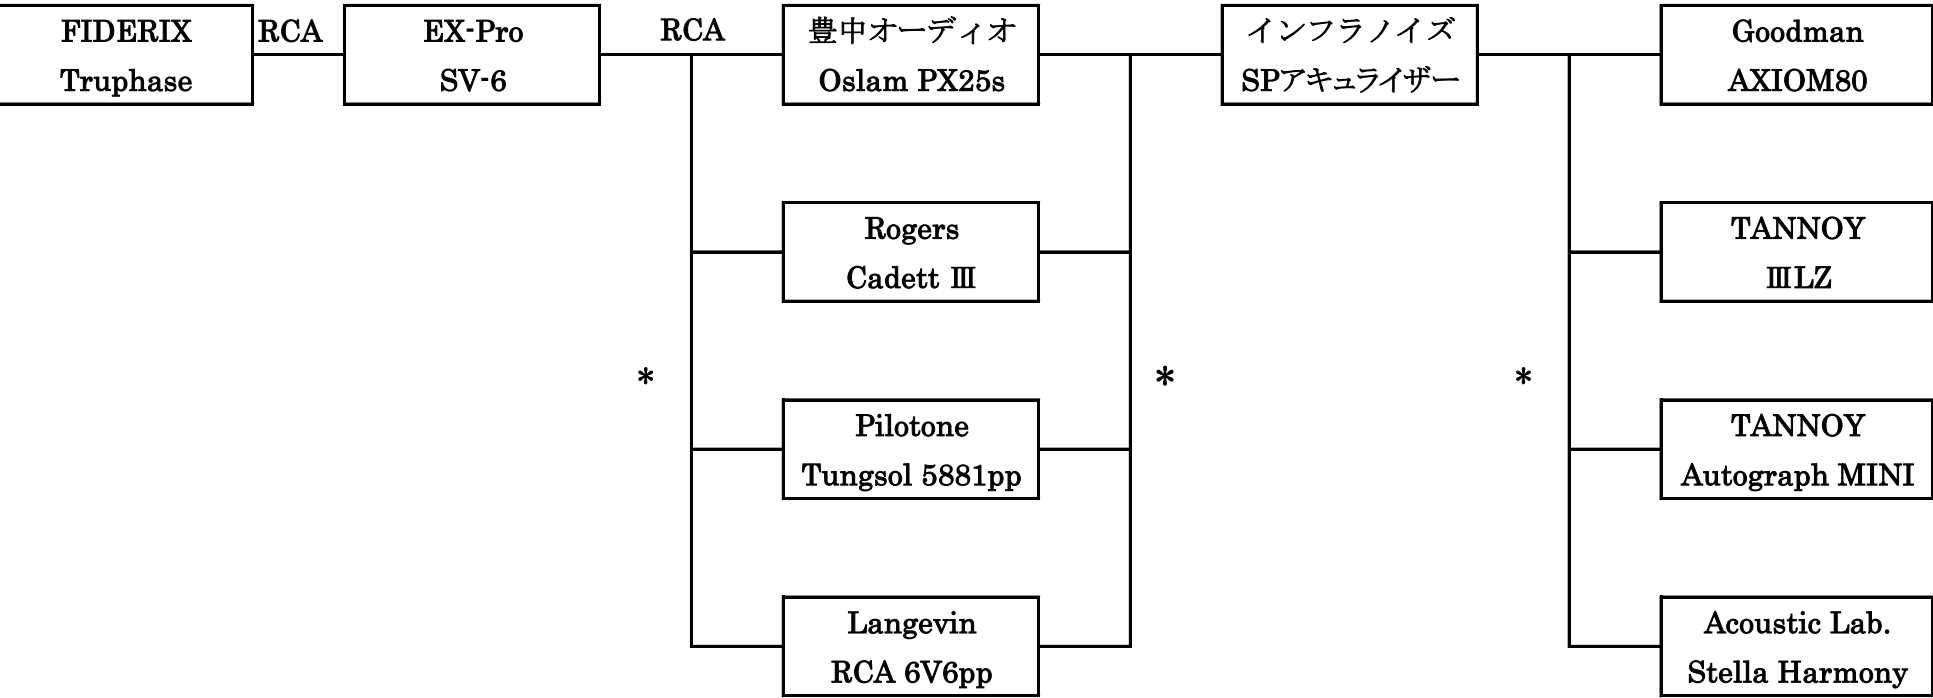 FIDERIX
Truphase
RCA
EX-Pro
SV-6
RCA
豊中オーディオ
Oslam PX25s
インフラノイズ
SPアキュライザー
Goodman
AXIOM80
Rogers
Cadett Ⅲ
TANNOY
ⅢLZ
*
*
*
Pilotone
Tungsol 5881pp
TANNOY
Autograph MINI
Langevin
RCA 6V6pp
Acoustic Lab.
Stella Harmony